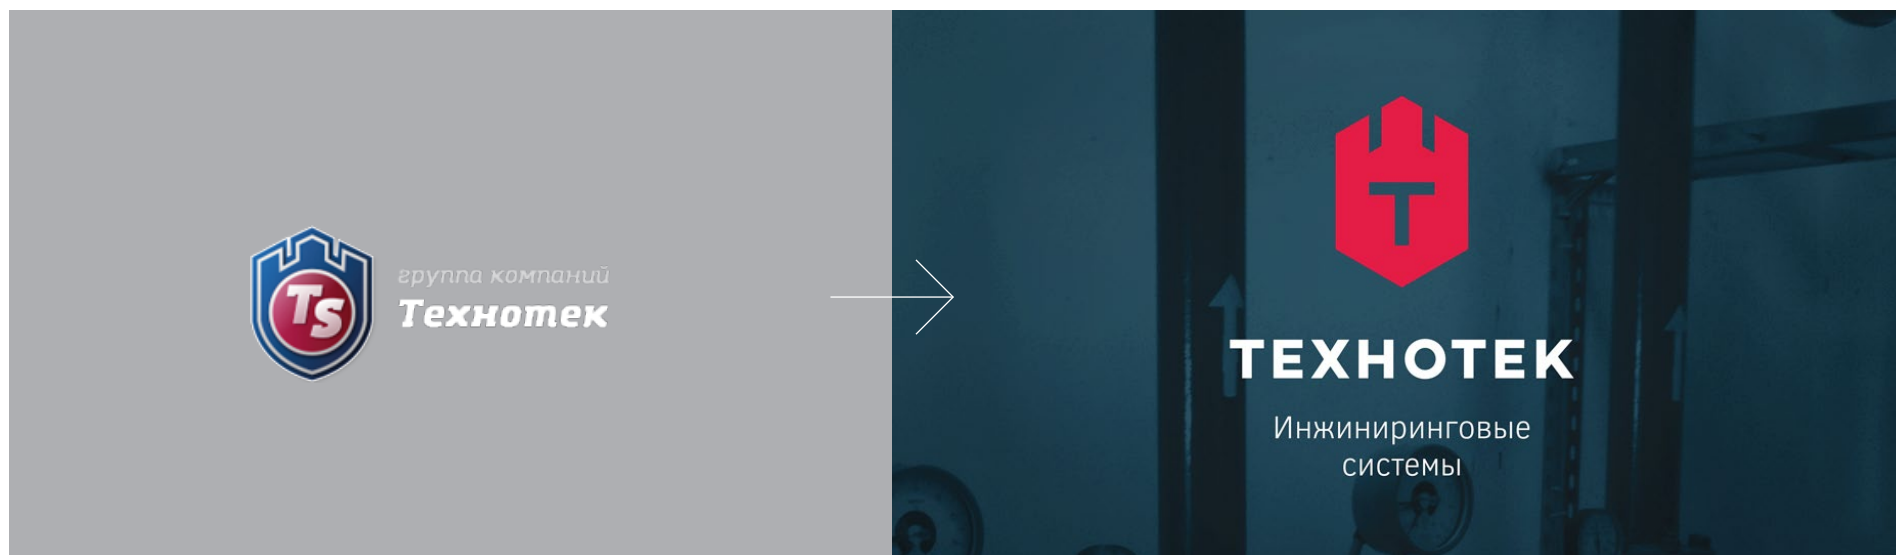 TS
группа компаний
Технотек
T
ТЕХНОТЕК
Инжиниринговые
системы